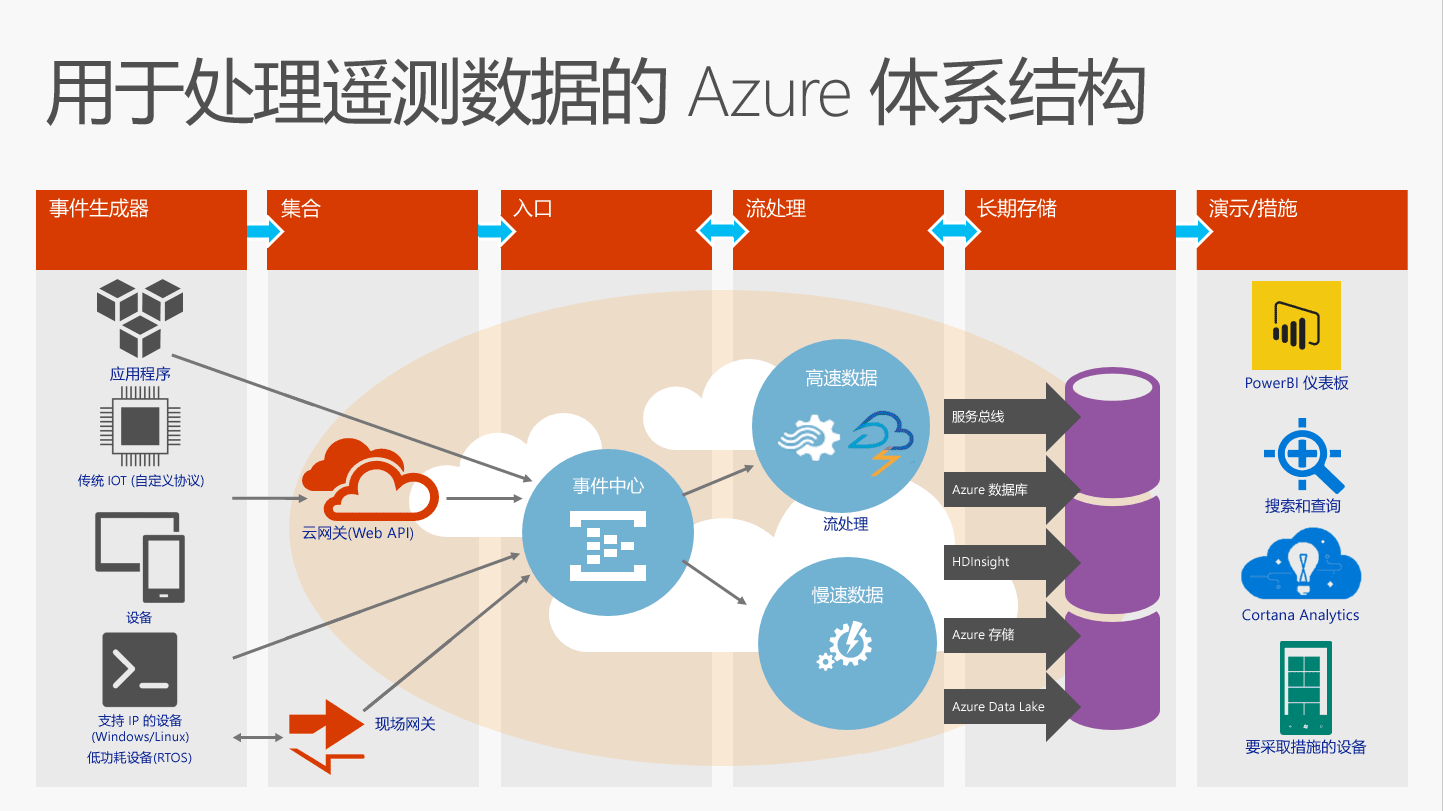 用于处理遥测数据的 Azure 体系结构
事件生成器
集合
入口
流处理
长期存储
演示/措施
应用程序
传统 IOT (自定义协议)
设备
支持 IP 的设备
(Windows/Linux)
低功耗设备(RTOS)
云网关(Web API)
现场网关
事件中心
高速数据
流处理
慢速数据
服务总线
Azure 数据库
HDInsight
Azure 存储
Azure Data Lake
PowerBI 仪表板
搜索和查询
Cortana Analytics
要采取措施的设备